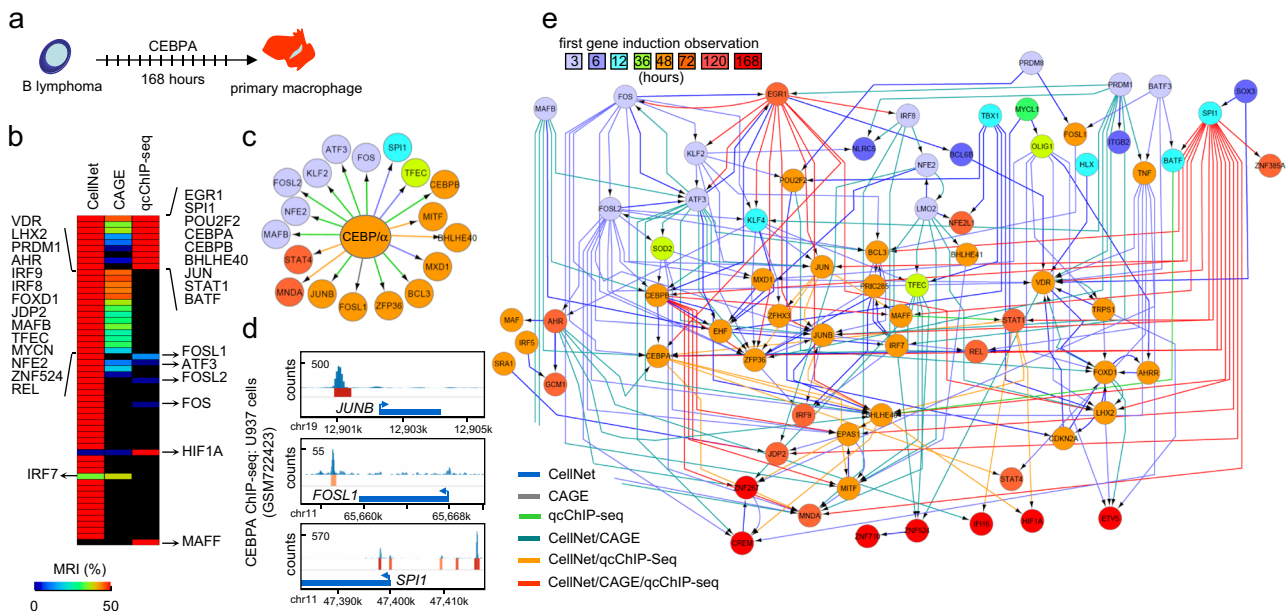 a
CEBPA
168 hours
B lymphoma
primary macrophage
b
CellNet
CAGE
qcChIP-seq
EGR1
SPI1
POU2F2
CEBPA
CEBPB
BHLHE40
JUN
STAT1
BATF
VDR
LHX2
PRDM1
AHR
IRF9
IRF8
FOXD1
JDP2
MAFB
TFEC
MYCN
NFE2
ZNF524
REL
FOSL1
ATF3
FOSL2
FOS
HIF1A
IRF7
MAFF
MRI (%)
0
50
c
ATF3
FOS
SPI1
KLF2
TFEC
FOSL2
CEBPB
NFE2
MITF
MAFB
CEBP/α
BHLHE40
STAT4
MXD1
MNDA
BCL3
JUNB
FOSL1
ZFP36
d
CEBPA ChIP-seq: U937 cells
(GSM722423)
counts
500
JUNB
chr19
12,901k
12,903k
12,905k
counts
55
FOSL1
chr11
65,660k
65,668k
counts
570
SPI1
chr11
47,390k
47,400k
47,410k
e
first gene induction observation
3
6
12
36
48
72
120
168
(hours)
PRDM8
PRDM1
BATF3
SOX3
MAFB
FOS
EGR1
IRF8
TBX1
MYCL1
FOSL1
SPI1
KLF2
NLRC5
BCL6B
OLIG1
ITGB2
HLX
BATF
ZNF385A
NFE2
POU2F2
TNF
FOSL2
ATF3
KLF4
LMO2
NFE2L1
SOD2
BCL3
BHLHE41
JUN
MXD1
PRIC285
TFEC
VDR
CEBPB
TRPS1
MAF
AHR
EHF
ZFHX3
JUNB
MAFF
STAT1
IRF5
SRA1
CEBPA
ZFP36
IRF7
REL
GCM1
FOXD1
AHRR
IRF9
BHLHE40
LHX2
EPAS1
CDKN2A
JDP2
STAT4
ZNF267
MITF
MNDA
CREM
ZNF710
ZNF524
IFI16
HIF1A
ETV5
CellNet
CAGE
qcChIP-seq
CellNet/CAGE
CellNet/qcChIP-Seq
CellNet/CAGE/qcChIP-seq